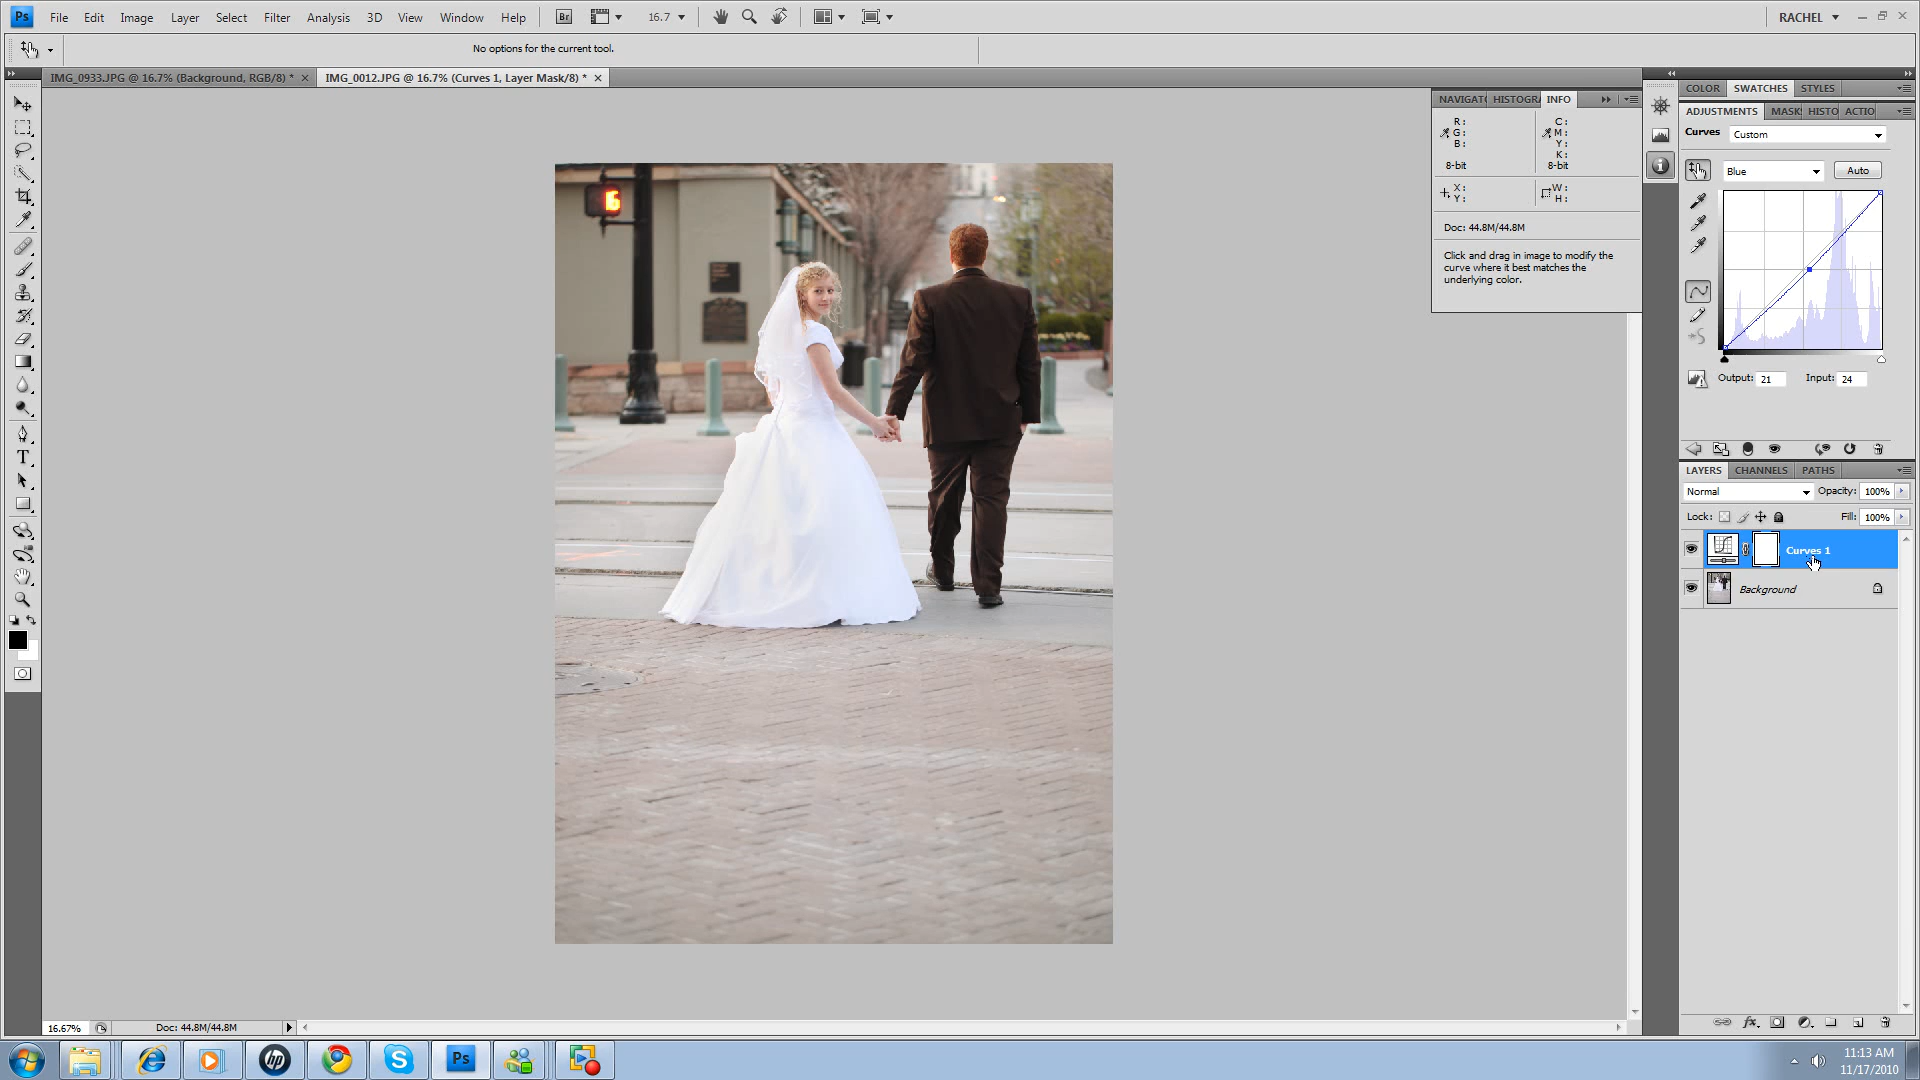 Ps File Edit Image Layer Select Filter Analysis 3D View Window Help Br 16.7 RACHEL
No options for the current tool.
IMG_0933.JPG @ 16.7% (Background, RGB/8) * × IMG_0012.JPG @ 16.7% (Curves 1, Layer Mask/8) * ×
COLOR SWATCHES STYLES
NAVIGAT HISTOGRA INFO
ADJUSTMENTS MASK HISTO ACTIO
R:
G:
B:
8-bit
C:
M:
Y:
K:
8-bit
X:
Y:
W:
H:
Doc: 44.8M/44.8M
Click and drag in image to modify the
curve where it best matches the
underlying color.
Curves Custom
Blue Auto
Output: 21 Input: 24
LAYERS CHANNELS PATHS
Normal Opacity: 100%
Lock: Fill: 100%
Curves 1
Background
6
T
fx
16.67% Doc: 44.8M/44.8M
hp S Ps
11:13 AM
11/17/2010